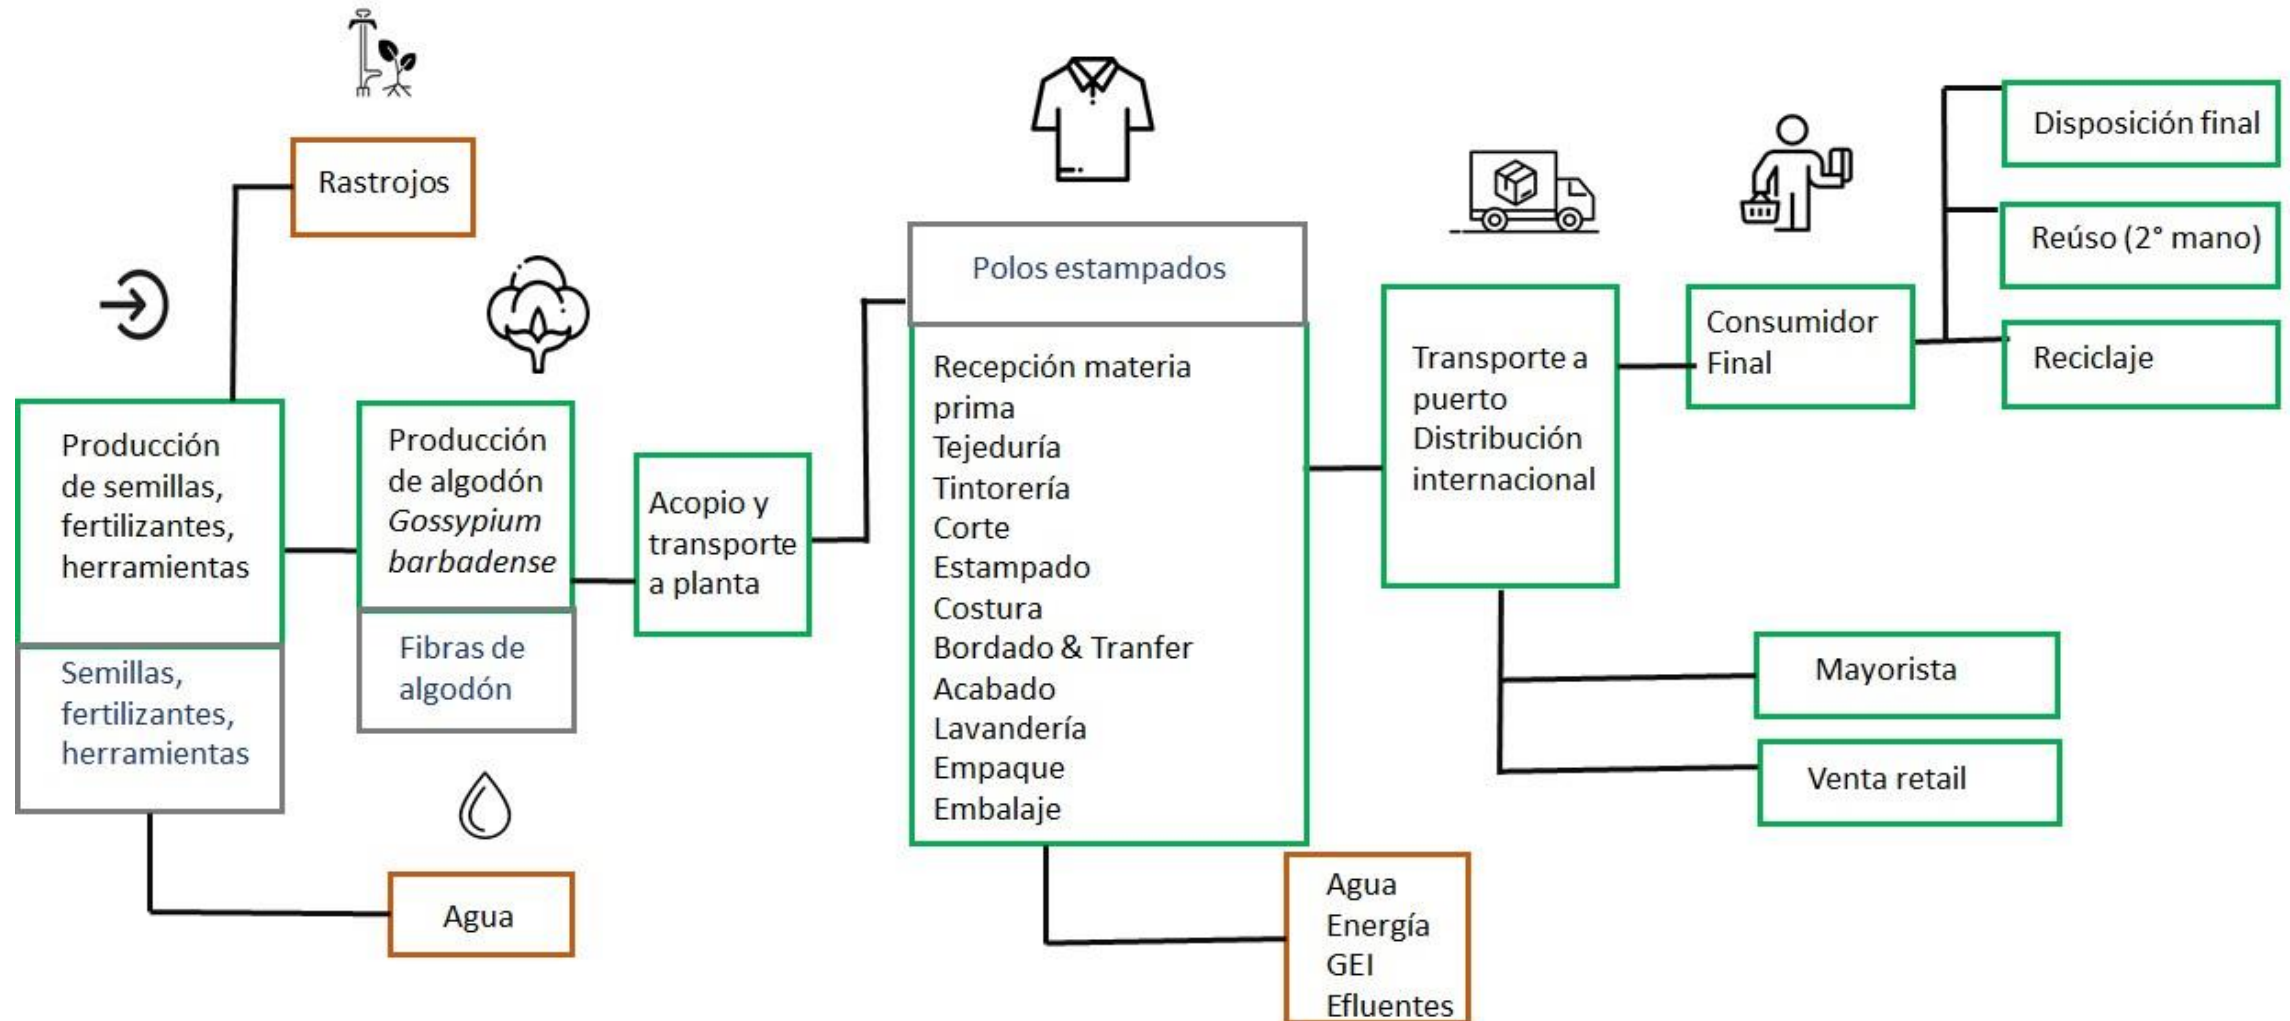 Rastrojos
Producción
de semillas,
fertilizantes,
herramientas
Semillas,
fertilizantes,
herramientas
Agua
Producción
de algodón
Gossypium
barbadense
Fibras de
algodón
Acopio y
transporte
a planta
Polos estampados
Recepción materia
prima
Tejeduría
Tintorería
Corte
Estampado
Costura
Bordado & Tranfer
Acabado
Lavandería
Empaque
Embalaje
Agua
Energía
GEI
Efluentes
Transporte a
puerto
Distribución
internacional
Mayorista
Venta retail
Consumidor
Final
Disposición final
Reúso (2° mano)
Reciclaje